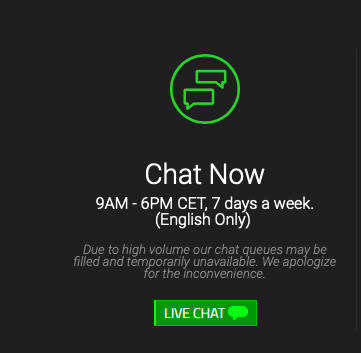 Chat Now
9AM - 6PM CET, 7 days a week.
(English Only)
Due to high volume our chat queues may be
filled and temporarily unavailable. We apologize
for the inconvenience.
LIVE CHAT